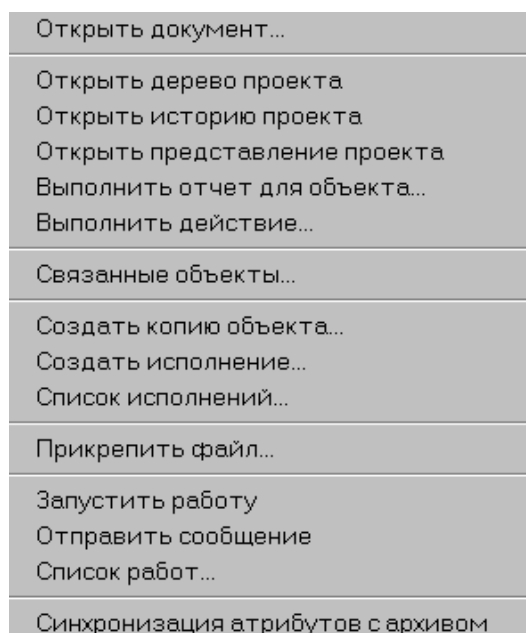 Открыть документ...
Открыть дерево проекта
Открыть историю проекта
Открыть представление проекта
Выполнить отчет для объекта...
Выполнить действие...
Связанные объекты...
Создать копию объекта...
Создать исполнение...
Список исполнений...
Прикрепить файл...
Запустить работу
Отправить сообщение
Список работ...
Синхронизация атрибутов с архивом